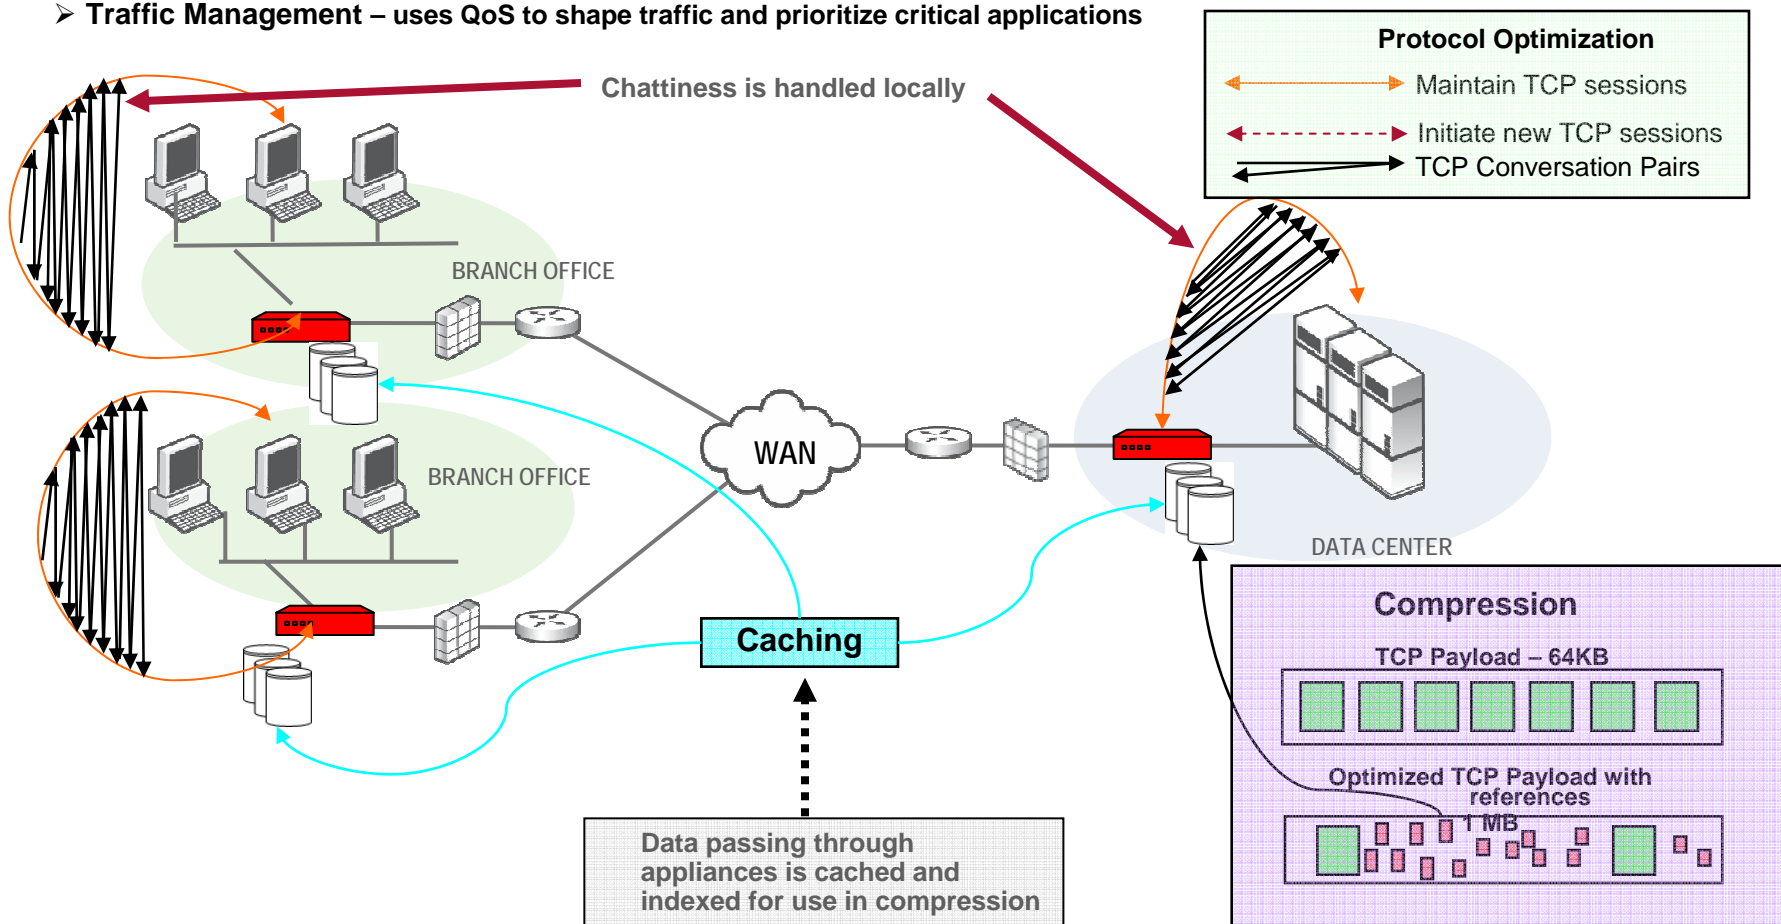 ➢ Traffic Management – uses QoS to shape traffic and prioritize critical applications
Protocol Optimization
Maintain TCP sessions
Initiate new TCP sessions
TCP Conversation Pairs
Chattiness is handled locally
BRANCH OFFICE
WAN
BRANCH OFFICE
DATA CENTER
Caching
Data passing through
appliances is cached and
indexed for use in compression
Compression
TCP Payload – 64KB
Optimized TCP Payload with
references
1 MB